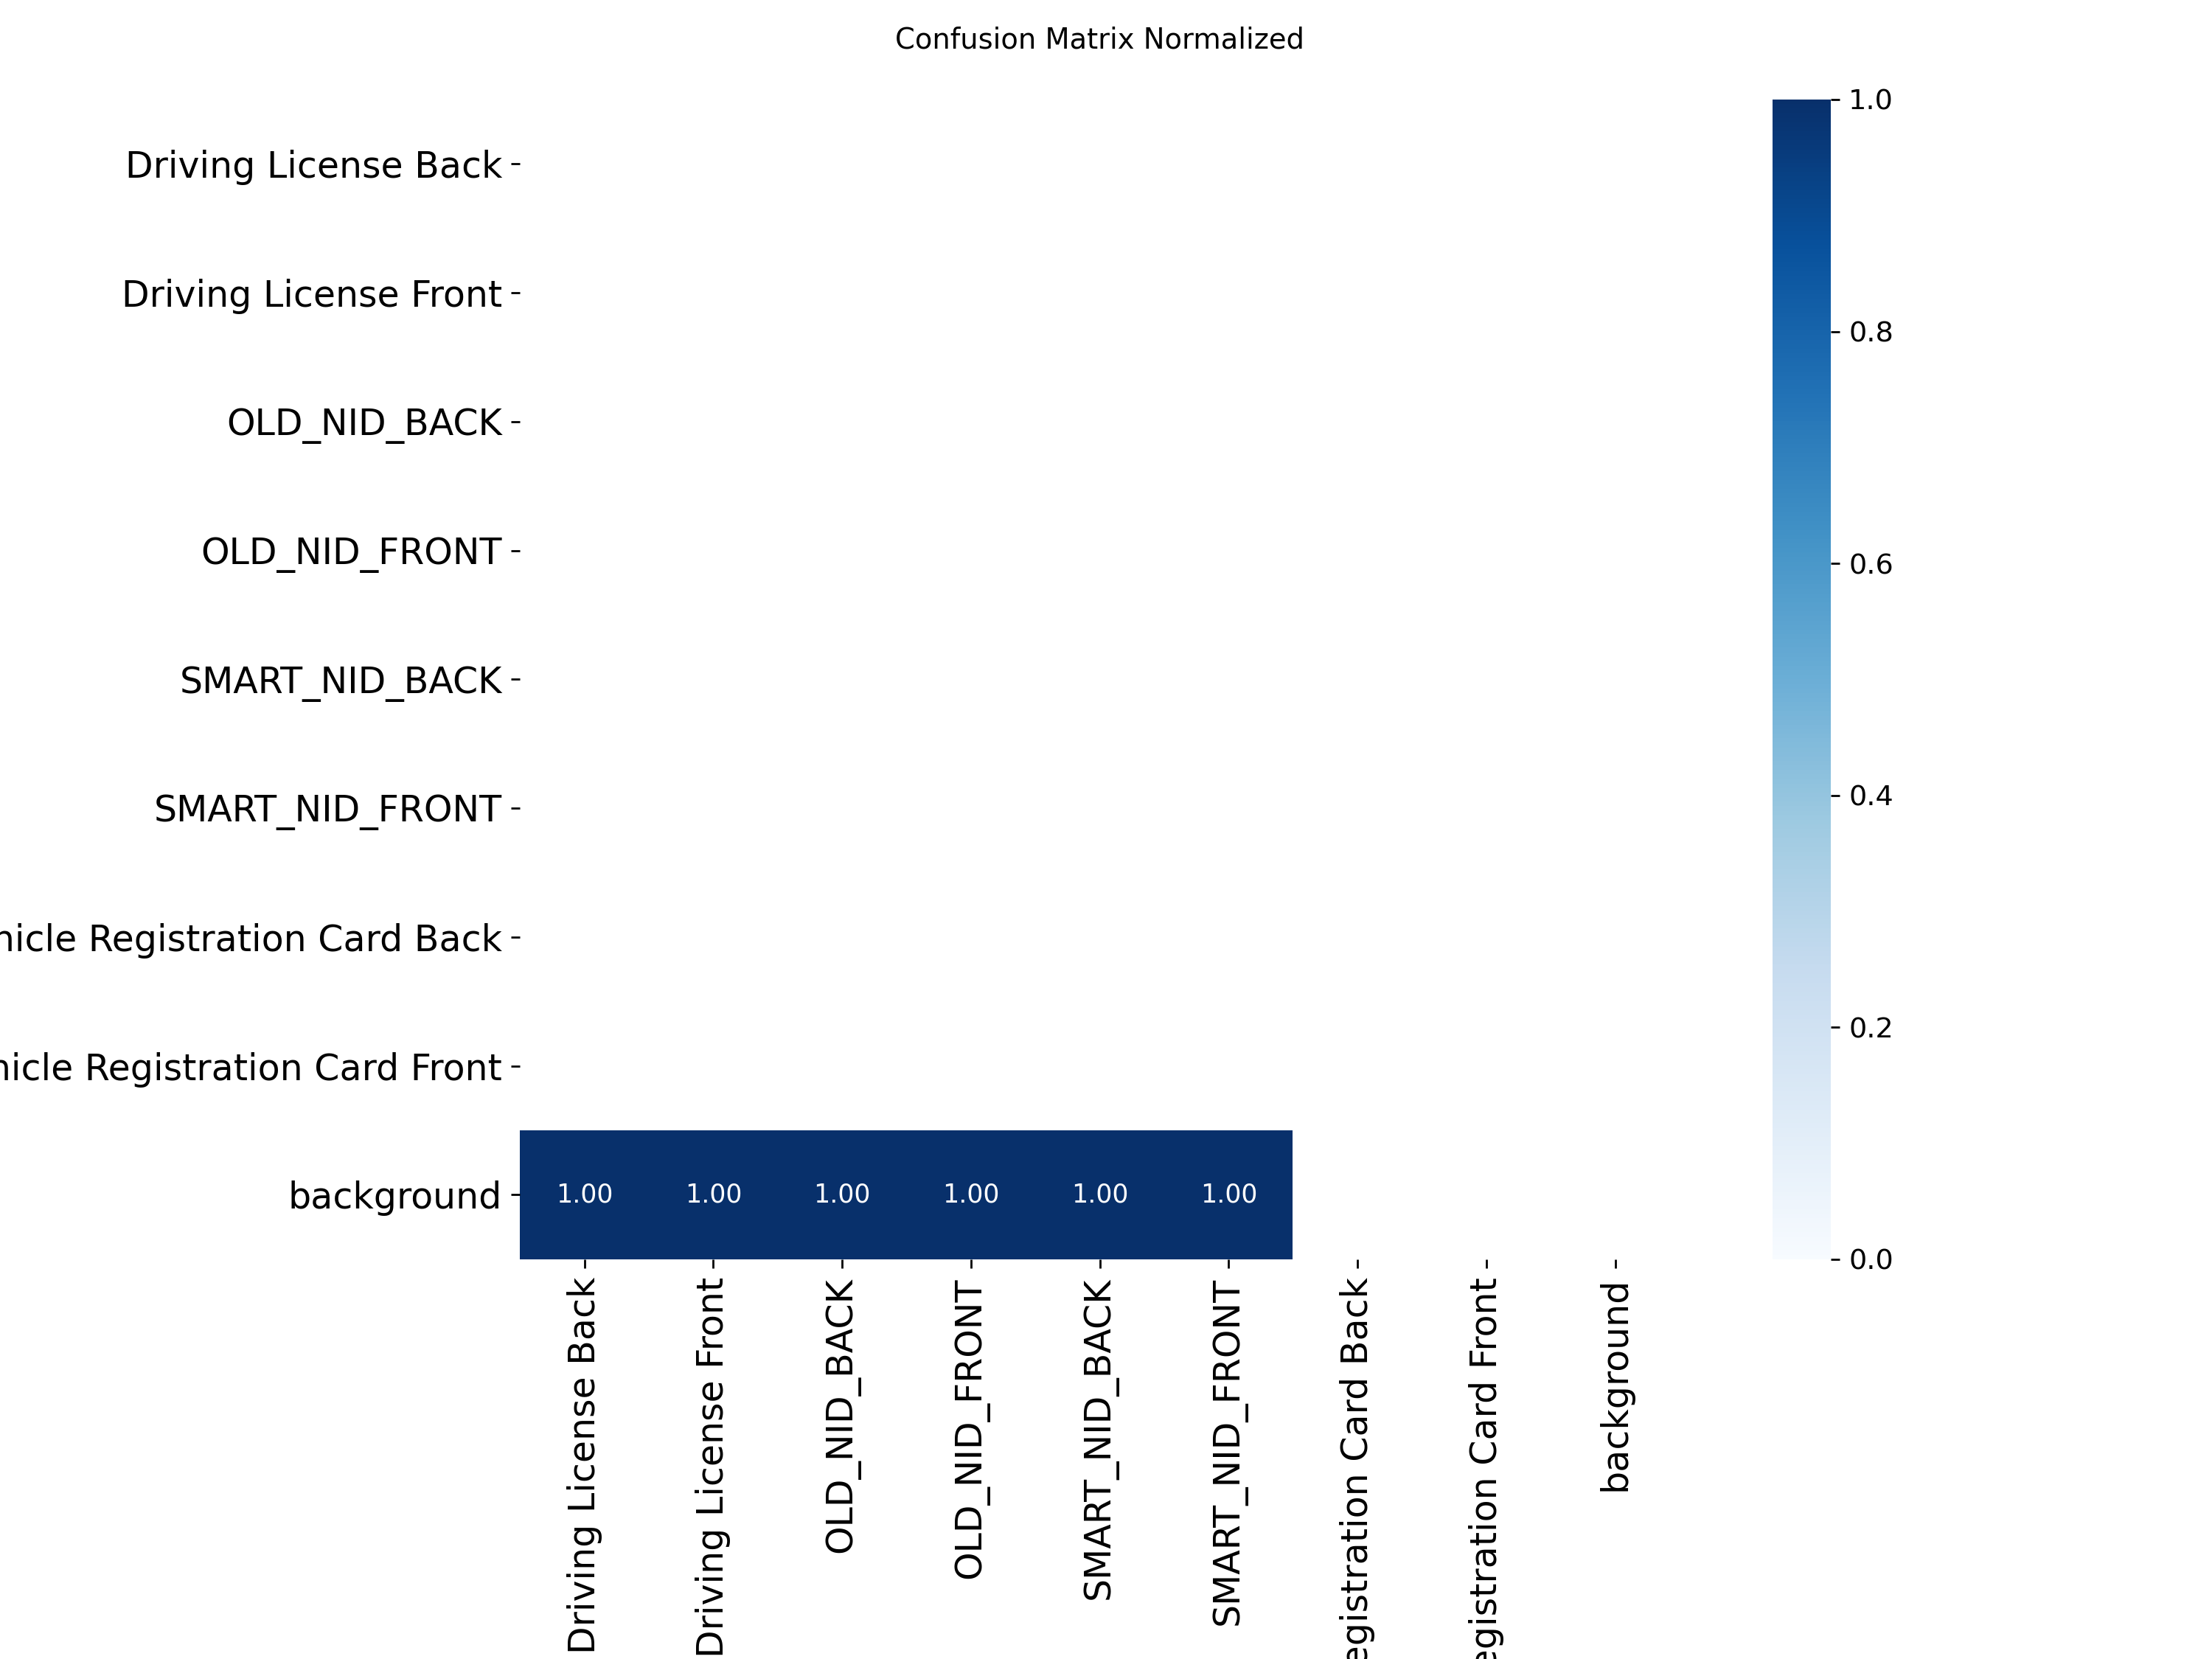 Confusion Matrix Normalized
Driving License Back
Driving License Front
OLD_NID_BACK
OLD_NID_FRONT
SMART_NID_BACK
SMART_NID_FRONT
Registration Card Back
Registration Card Front
background
1.00 1.00 1.00 1.00 1.00 1.00
Driving License Back
Driving License Front
OLD_NID_BACK
OLD_NID_FRONT
SMART_NID_BACK
SMART_NID_FRONT
Card Back
Card Front
background
1.0
0.8
0.6
0.4
0.2
0.0